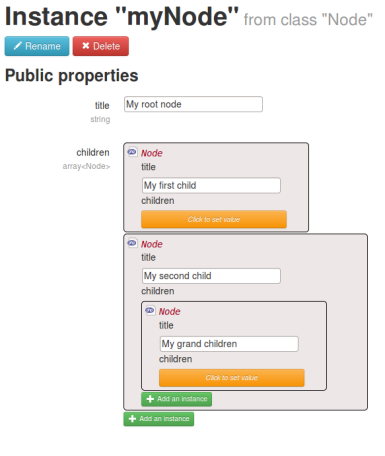 Instance "myNode" from class "Node"
Rename Delete
Public properties
title My root node
string
children Node
array<Node> title
My first child
children
Click to set value
Node
title
My second child
children
Node
title
My grand children
children
Click to set value
Add an instance
Add an instance